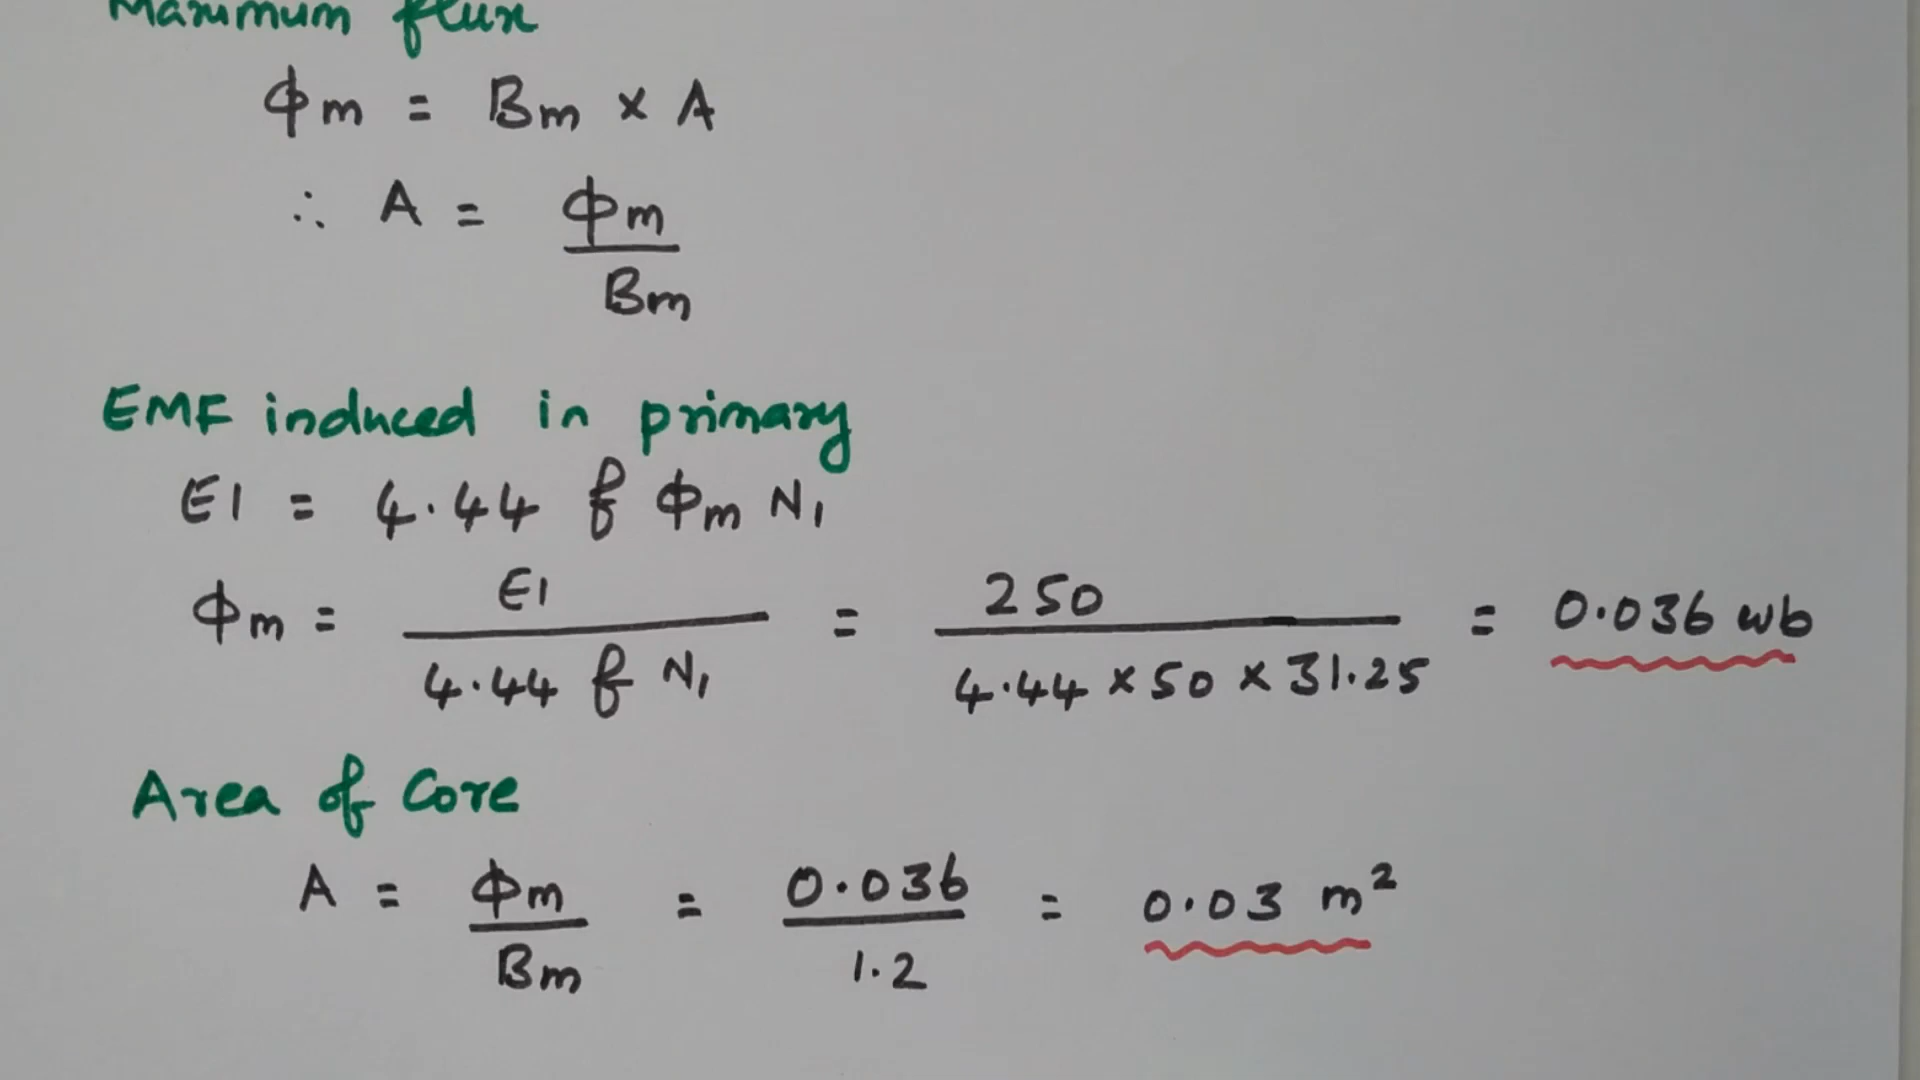 Maximum flux
Φm = Bm × A
∴ A = Φm / Bm
EMF induced in primary
E1 = 4.44 f Φm N1
Φm = E1 / 4.44 f N1 = 250 / 4.44 × 50 × 31.25 = 0.036 wb
Area of Core
A = Φm / Bm = 0.036 / 1.2 = 0.03 m²